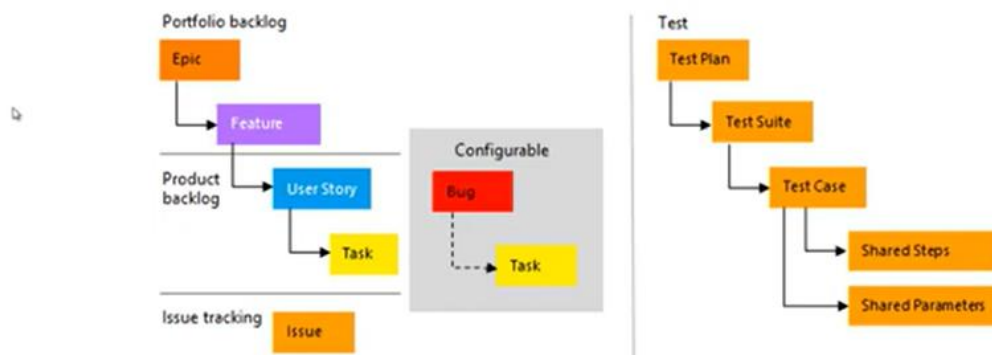 Portfolio backlog
Epic
Feature
Product
backlog
User Story
Task
Issue tracking
Issue
Configurable
Bug
Task
Test
Test Plan
Test Suite
Test Case
Shared Steps
Shared Parameters